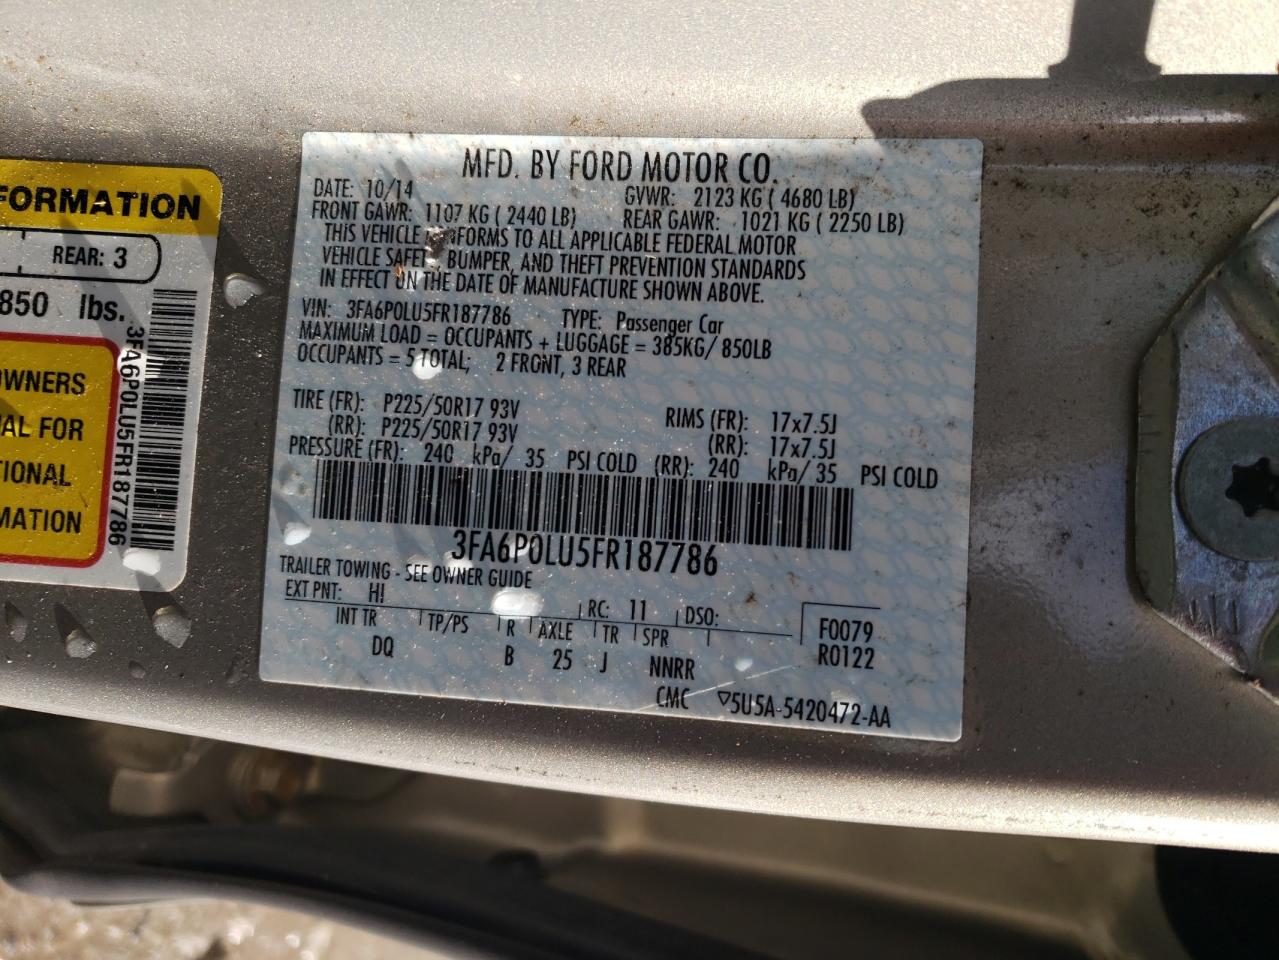 FORMATION
REAR: 3
850 lbs.
OWNERS
AL FOR
TIONAL
MATION
3FA6P0LU5FR187786
MFD. BY FORD MOTOR CO.
DATE: 10/14 GVWR: 2123 KG ( 4680 LB)
FRONT GAWR: 1107 KG ( 2440 LB) REAR GAWR: 1021 KG ( 2250 LB)
THIS VEHICLE NFORMS TO ALL APPLICABLE FEDERAL MOTOR
VEHICLE SAFET, BUMPER, AND THEFT PREVENTION STANDARDS
IN EFFECT ON THE DATE OF MANUFACTURE SHOWN ABOVE.
VIN: 3FA6P0LU5FR187786 TYPE: Passenger Car
MAXIMUM LOAD = OCCUPANTS + LUGGAGE = 385KG/ 850LB
OCCUPANTS = 5 TOTAL; 2 FRONT, 3 REAR
TIRE (FR): P225/50R17 93V RIMS (FR): 17x7.5J
(RR): P225/50R17 93V (RR): 17x7.5J
PRESSURE (FR): 240 kPa/ 35 PSI COLD (RR): 240 kPa/ 35 PSI COLD
3FA6P0LU5FR187786
TRAILER TOWING - SEE OWNER GUIDE
EXT PNT: H! RC: 11 DSO: F0079
INT TR TP/PS R AXLE TR SPR R0122
DQ B 25 J NNRR
CMC ▽5U5A-5420472-AA